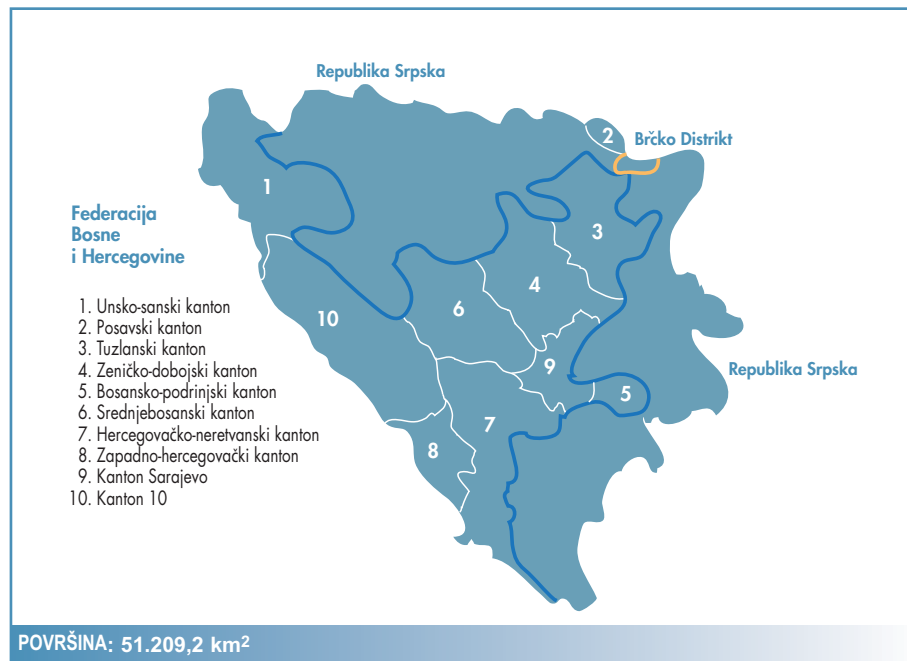 Republika Srpska
2
Brčko Distrikt
1
Federacija
Bosne
i Hercegovine
3
4
6
10
1. Unsko-sanski kanton
2. Posavski kanton
3. Tuzlanski kanton
4. Zeničko-dobojski kanton
5. Bosansko-podrinjski kanton
6. Srednjebosanski kanton
7. Hercegovačko-neretvanski kanton
8. Zapadno-hercegovački kanton
9. Kanton Sarajevo
10. Kanton 10
9
Republika Srpska
5
7
8
POVRŠINA: 51.209,2 km²